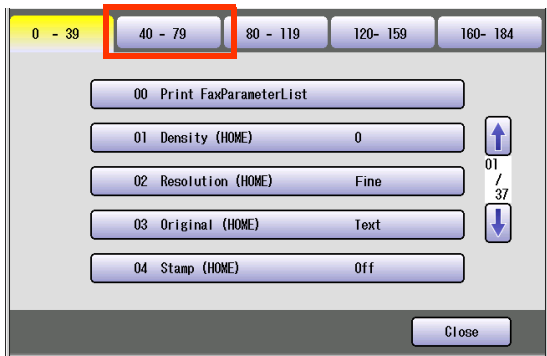 0 - 39 40 - 79 80 - 119 120- 159 160- 184
00 Print FaxParameterList
01 Density (HOME) 0
02 Resolution (HOME) Fine
03 Original (HOME) Text
04 Stamp (HOME) Off
01
/
37
Close